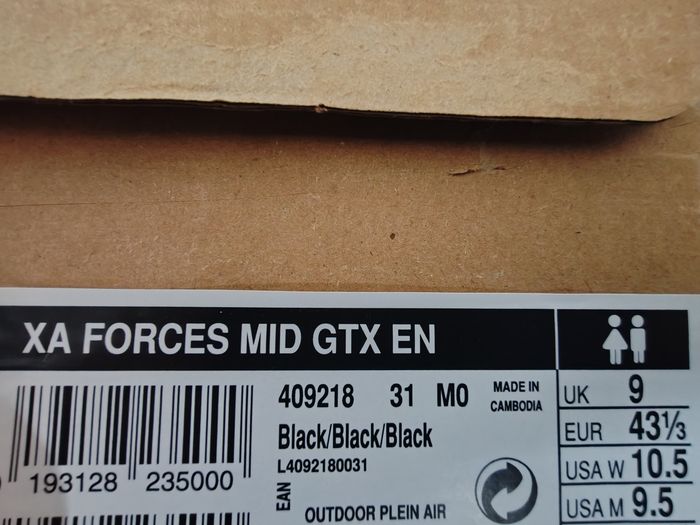 XA FORCES MID GTX EN
409218 31 M0 MADE IN CAMBODIA
Black/Black/Black
L4092180031
193128 235000
EAN
OUTDOOR PLEIN AIR
UK 9
EUR 43⅓
USA W 10.5
USA M 9.5